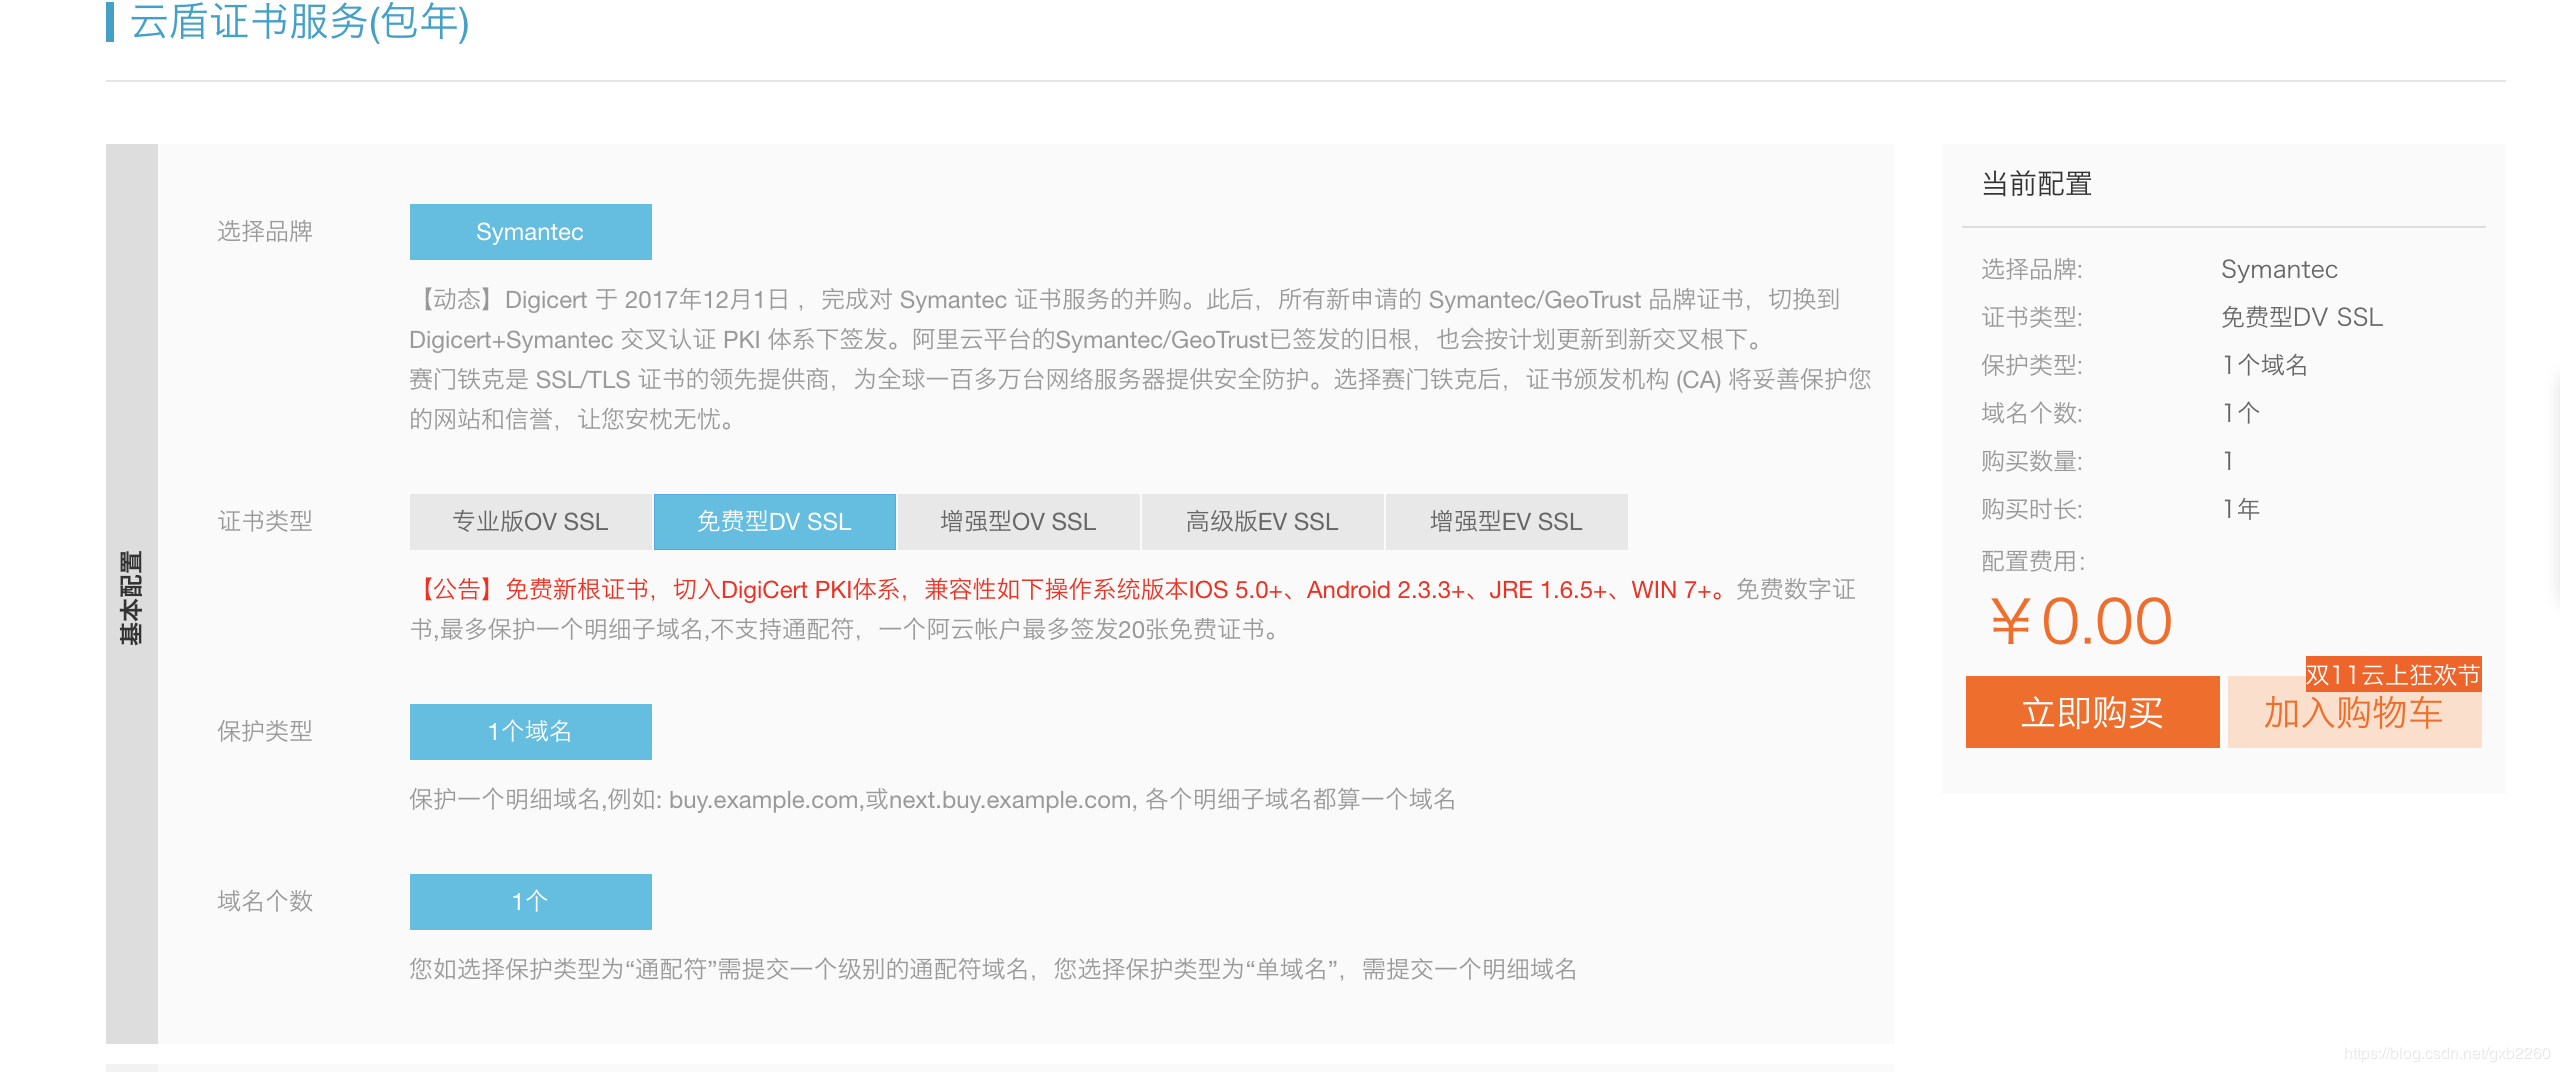 云盾证书服务(包年)
基本配置
选择品牌
Symantec
【动态】Digicert 于 2017年12月1日 ，完成对 Symantec 证书服务的并购。此后，所有新申请的 Symantec/GeoTrust 品牌证书，切换到
Digicert+Symantec 交叉认证 PKI 体系下签发。阿里云平台的Symantec/GeoTrust已签发的旧根，也会按计划更新到新交叉根下。
赛门铁克是 SSL/TLS 证书的领先提供商，为全球一百多万台网络服务器提供安全防护。选择赛门铁克后，证书颁发机构 (CA) 将妥善保护您
的网站和信誉，让您安枕无忧。
证书类型
专业版OV SSL 免费型DV SSL 增强型OV SSL 高级版EV SSL 增强型EV SSL
【公告】免费新根证书，切入DigiCert PKI体系，兼容性如下操作系统版本IOS 5.0+、Android 2.3.3+、JRE 1.6.5+、WIN 7+。免费数字证
书,最多保护一个明细子域名,不支持通配符，一个阿云帐户最多签发20张免费证书。
保护类型
1个域名
保护一个明细域名,例如: buy.example.com,或next.buy.example.com, 各个明细子域名都算一个域名
域名个数
1个
您如选择保护类型为“通配符”需提交一个级别的通配符域名，您选择保护类型为“单域名”，需提交一个明细域名
当前配置
选择品牌: Symantec
证书类型: 免费型DV SSL
保护类型: 1个域名
域名个数: 1个
购买数量: 1
购买时长: 1年
配置费用:
￥0.00
双11云上狂欢节
立即购买 加入购物车
https://blog.csdn.net/gxb2260